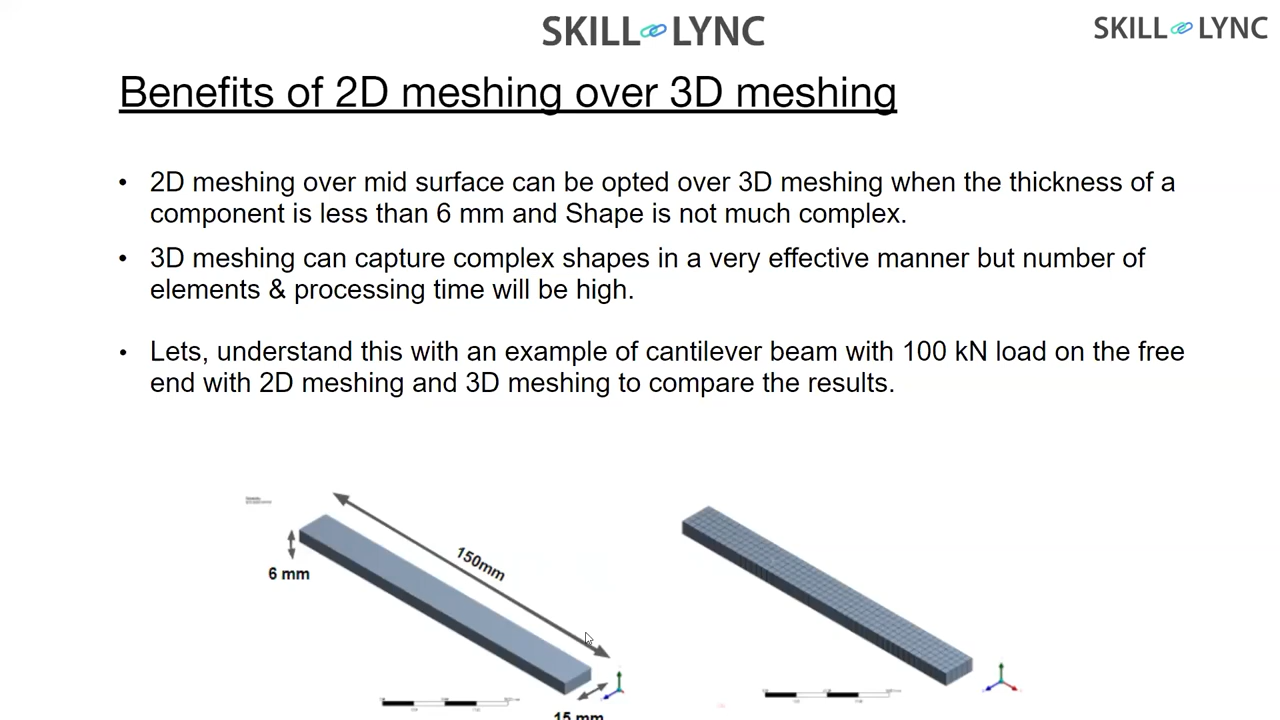 SKILL LYNC
SKILL LYNC
Benefits of 2D meshing over 3D meshing
• 2D meshing over mid surface can be opted over 3D meshing when the thickness of a
component is less than 6 mm and Shape is not much complex.
• 3D meshing can capture complex shapes in a very effective manner but number of
elements & processing time will be high.
• Lets, understand this with an example of cantilever beam with 100 kN load on the free
end with 2D meshing and 3D meshing to compare the results.
150mm
6 mm
15 mm